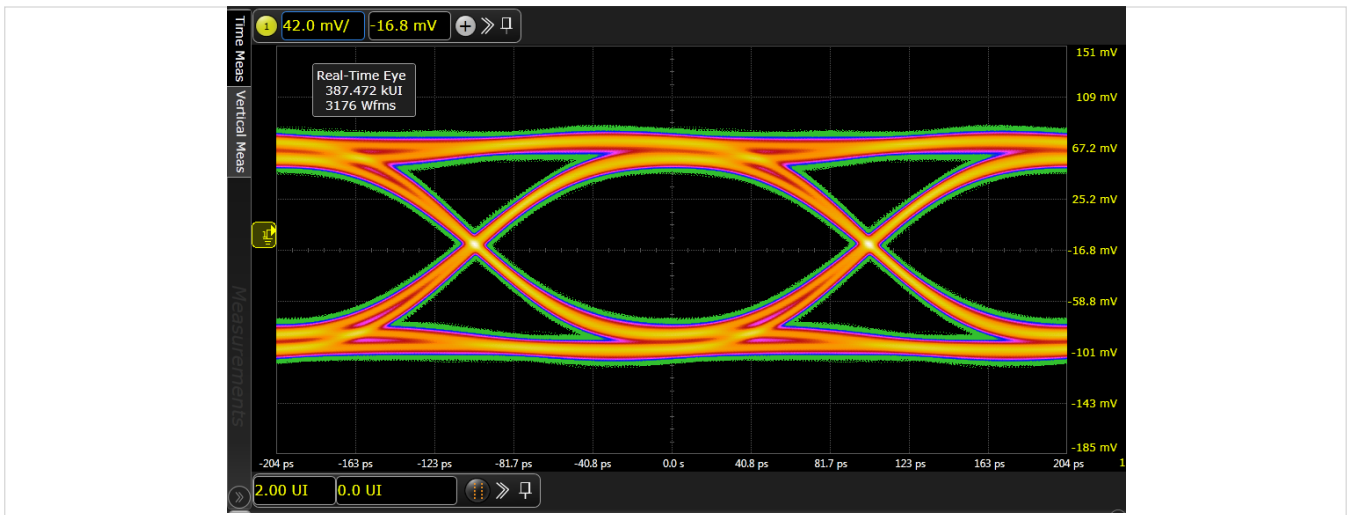 1 42.0 mV/ -16.8 mV
Time Meas
Vertical Meas
Measurements
Real-Time Eye
387.472 kUI
3176 Wfms
151 mV
109 mV
67.2 mV
25.2 mV
-16.8 mV
-58.8 mV
-101 mV
-143 mV
-185 mV
-204 ps -163 ps -123 ps -81.7 ps -40.8 ps 0.0 s 40.8 ps 81.7 ps 123 ps 163 ps 204 ps 1
2.00 UI 0.0 UI